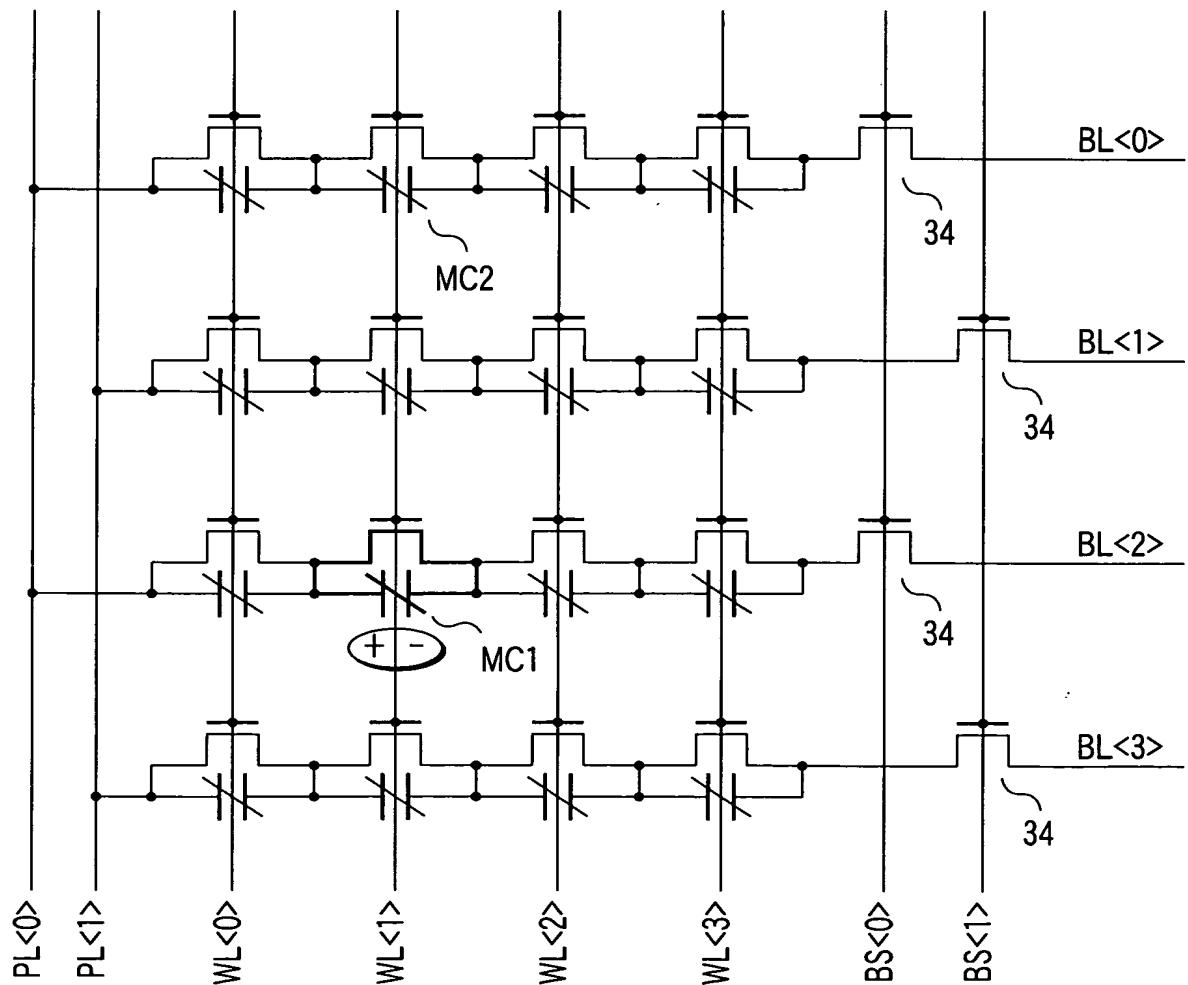 BL<0>
34
MC2
BL<1>
34
BL<2>
34
MC1
+ -
BL<3>
34
PL<0>
PL<1>
WL<0>
WL<1>
WL<2>
WL<3>
BS<0>
BS<1>